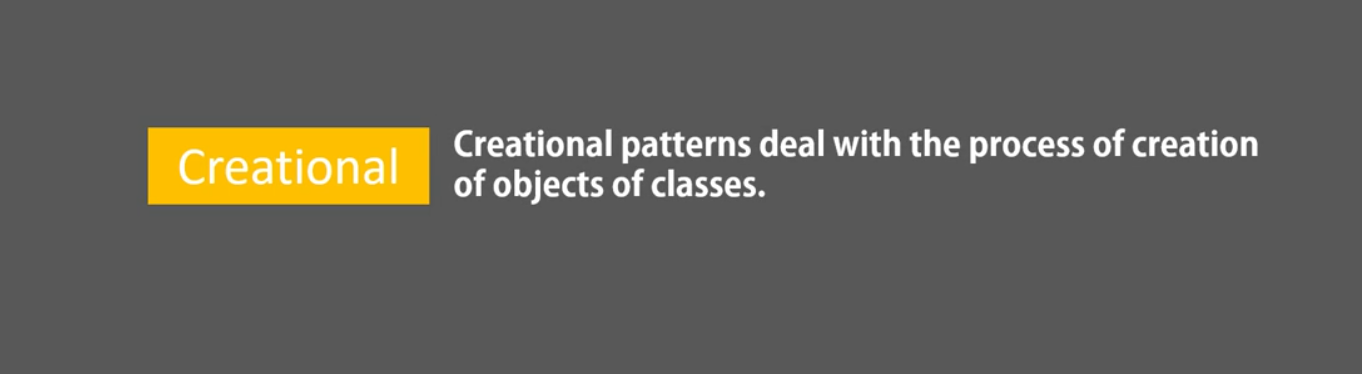 Creational
Creational patterns deal with the process of creation
of objects of classes.